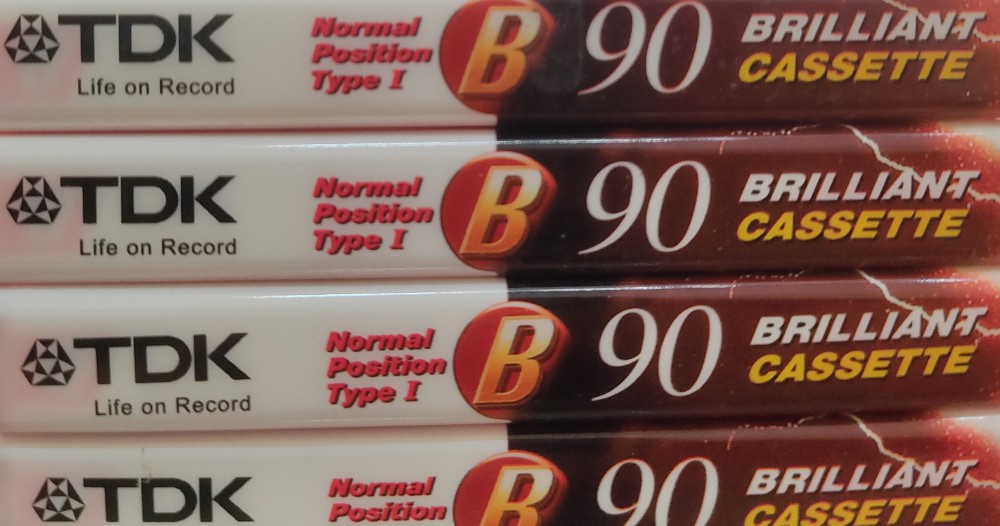 TDK
Life on Record
Normal
Position
Type I
B
90
BRILLIANT
CASSETTE
TDK
Life on Record
Normal
Position
Type I
B
90
BRILLIANT
CASSETTE
TDK
Life on Record
Normal
Position
Type I
B
90
BRILLIANT
CASSETTE
TDK
Normal
Position
B
90
BRILLIANT
CASSETTE